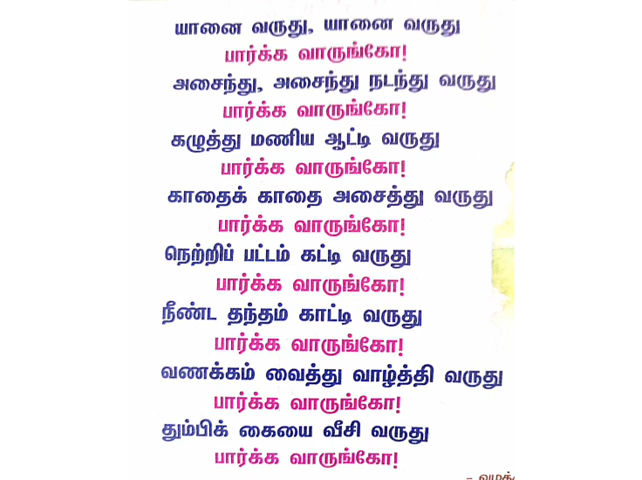 யானை வருது, யானை வருது
பார்க்க வாருங்கோ!
அசைந்து, அசைந்து நடந்து வருது
பார்க்க வாருங்கோ!
கழுத்து மணிய ஆட்டி வருது
பார்க்க வாருங்கோ!
காதைக் காதை அசைத்து வருது
பார்க்க வாருங்கோ!
நெற்றிப் பட்டம் கட்டி வருது
பார்க்க வாருங்கோ!
நீண்ட தந்தம் காட்டி வருது
பார்க்க வாருங்கோ!
வணக்கம் வைத்து வாழ்த்தி வருது
பார்க்க வாருங்கோ!
தும்பிக் கையை வீசி வருது
பார்க்க வாருங்கோ!